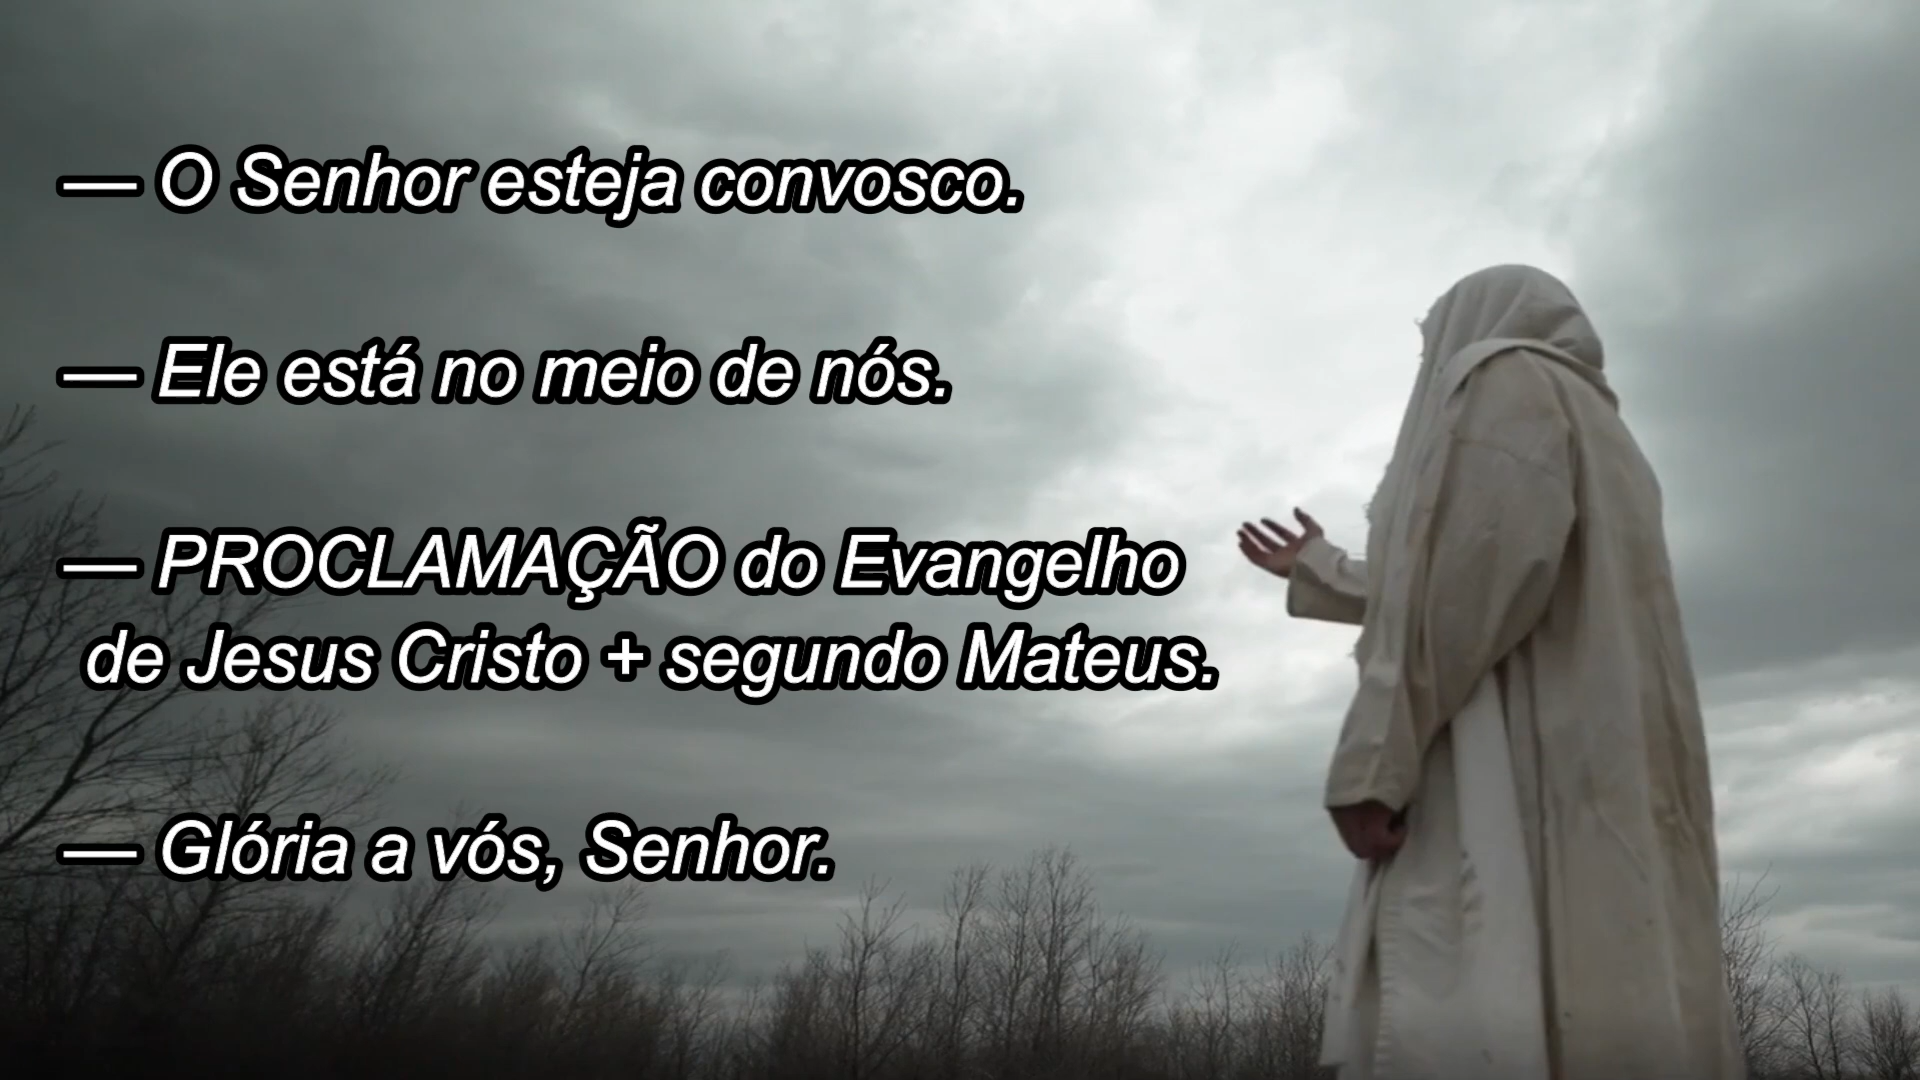 — O Senhor esteja convosco.
— Ele está no meio de nós.
— PROCLAMAÇÃO do Evangelho
de Jesus Cristo + segundo Mateus.
— Glória a vós, Senhor.